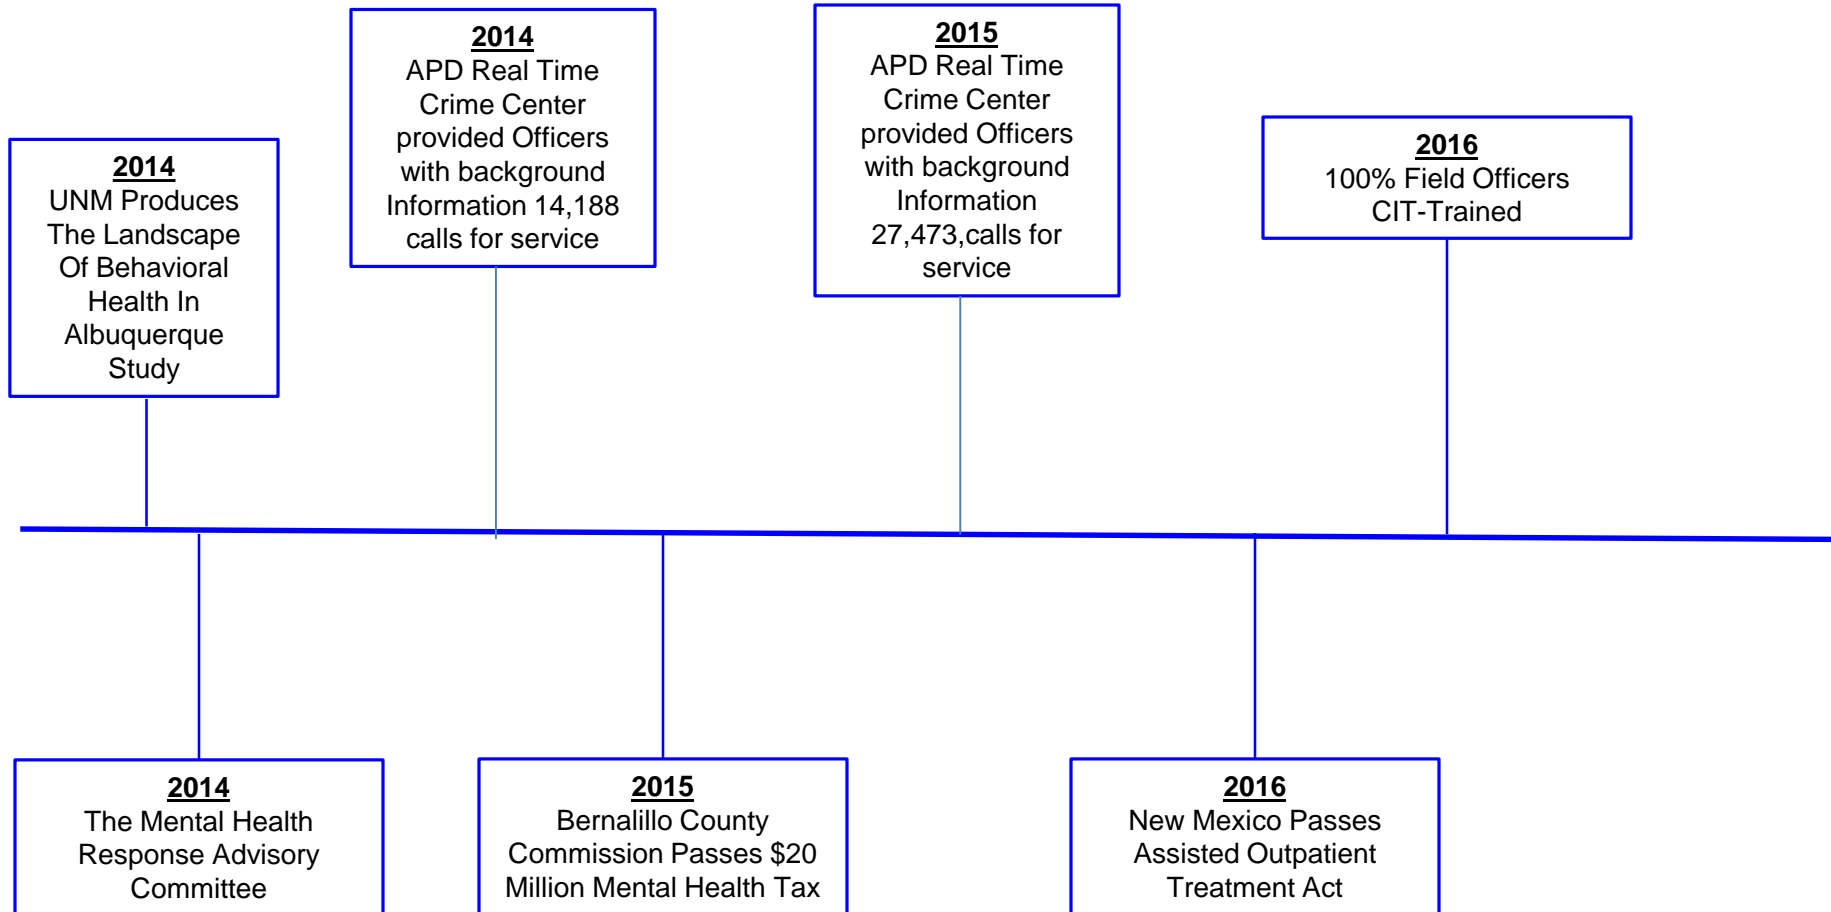 2014
UNM Produces
The Landscape
Of Behavioral
Health In
Albuquerque
Study
2014
APD Real Time
Crime Center
provided Officers
with background
Information 14,188
calls for service
2015
APD Real Time
Crime Center
provided Officers
with background
Information
27,473,calls for
service
2016
100% Field Officers
CIT-Trained
2014
The Mental Health
Response Advisory
Committee
2015
Bernalillo County
Commission Passes $20
Million Mental Health Tax
2016
New Mexico Passes
Assisted Outpatient
Treatment Act